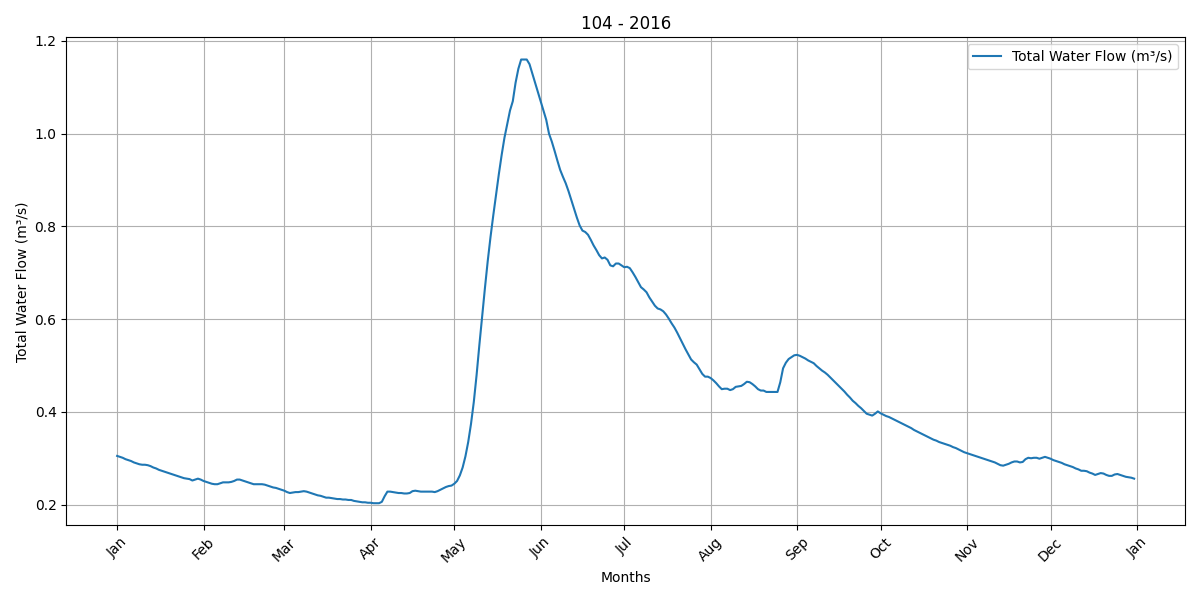 104 - 2016
Total Water Flow (m³/s)
Total Water Flow (m³/s)
1.2
1.0
0.8
0.6
0.4
0.2
Jan Feb Mar Apr May Jun Jul Aug Sep Oct Nov Dec Jan
Months